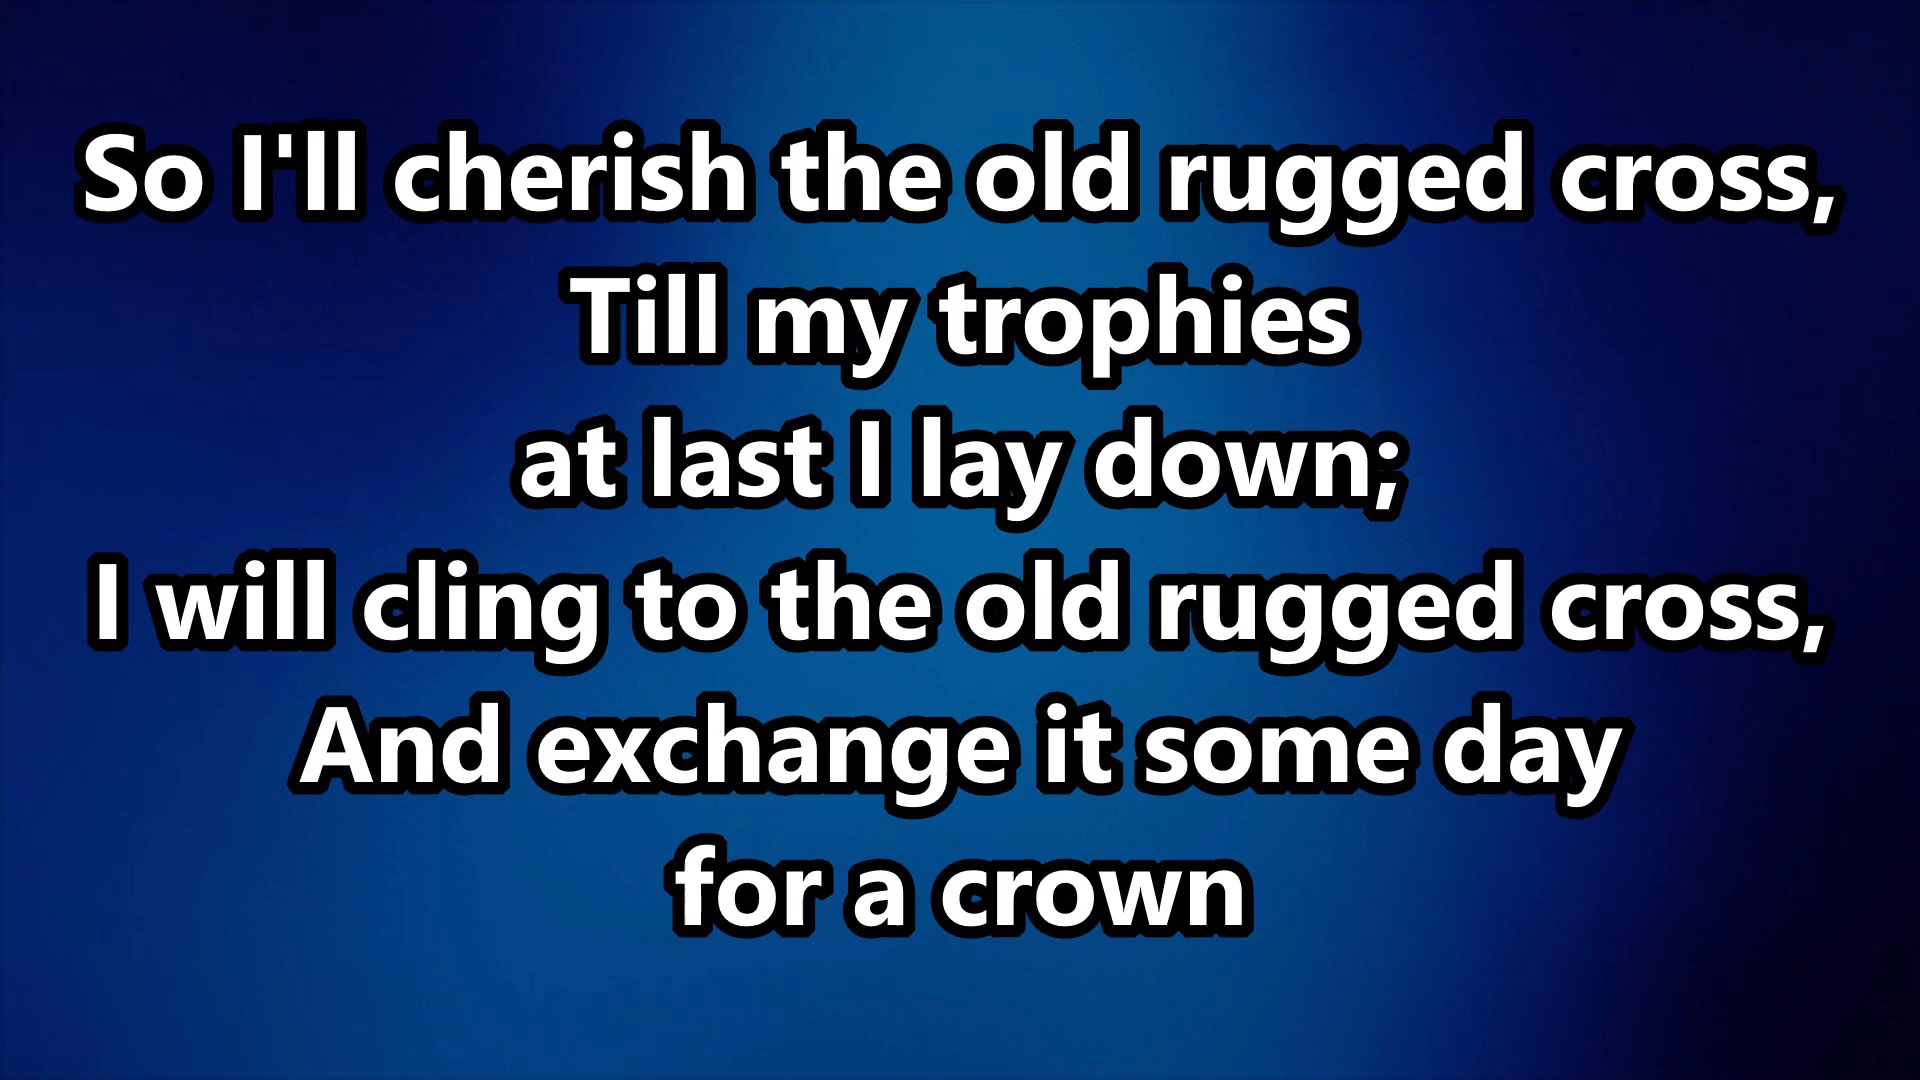 So I'll cherish the old rugged cross,
Till my trophies
at last I lay down;
I will cling to the old rugged cross,
And exchange it some day
for a crown